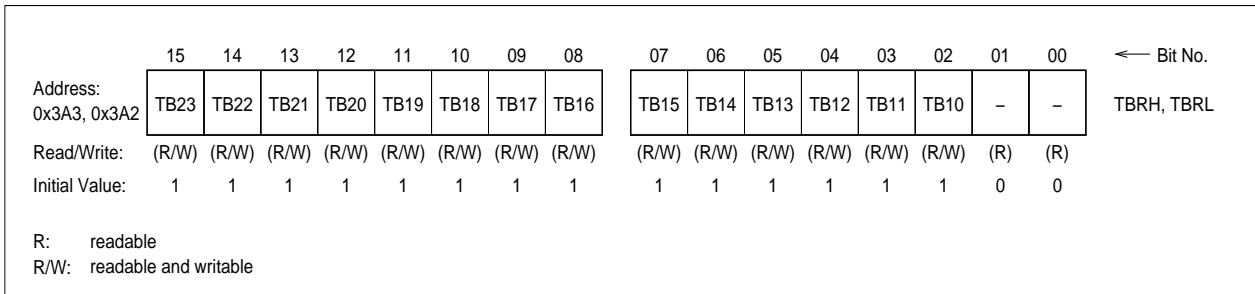 15 14 13 12 11 10 09 08 07 06 05 04 03 02 01 00 ← Bit No.
Address:
0x3A3, 0x3A2 TB23 TB22 TB21 TB20 TB19 TB18 TB17 TB16 TB15 TB14 TB13 TB12 TB11 TB10 – – TBRH, TBRL
Read/Write: (R/W) (R/W) (R/W) (R/W) (R/W) (R/W) (R/W) (R/W) (R/W) (R/W) (R/W) (R/W) (R/W) (R/W) (R) (R)
Initial Value: 1 1 1 1 1 1 1 1 1 1 1 1 1 1 0 0
R: readable
R/W: readable and writable